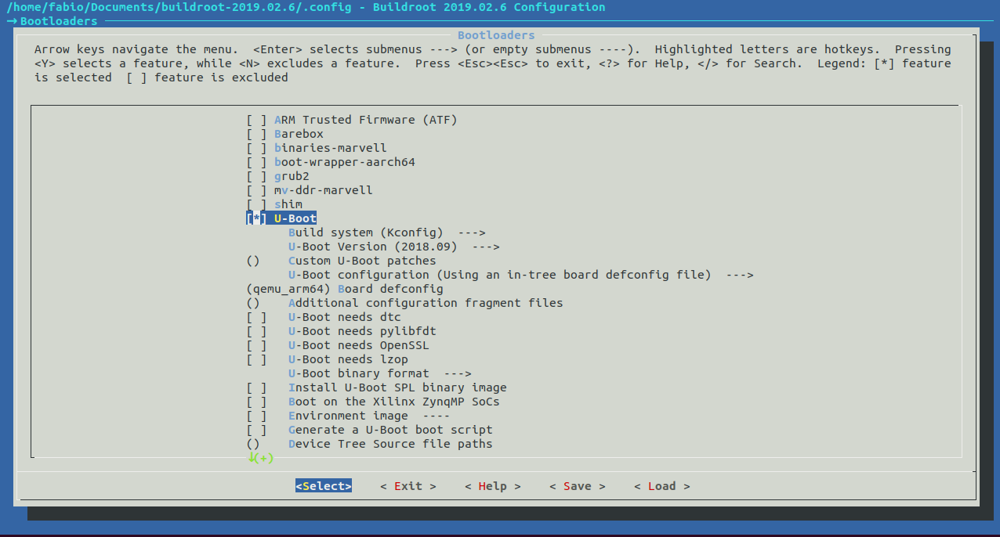 /home/fabio/Documents/buildroot-2019.02.6/.config - Buildroot 2019.02.6 Configuration
→ Bootloaders
Bootloaders
Arrow keys navigate the menu.  <Enter> selects submenus ---> (or empty submenus ----).  Highlighted letters are hotkeys.  Pressing
<Y> selects a feature, while <N> excludes a feature.  Press <Esc><Esc> to exit, <?> for Help, </> for Search.  Legend: [*] feature
is selected  [ ] feature is excluded
[ ] ARM Trusted Firmware (ATF)
[ ] Barebox
[ ] binaries-marvell
[ ] boot-wrapper-aarch64
[ ] grub2
[ ] mv-ddr-marvell
[ ] shim
[*] U-Boot
Build system (Kconfig)  --->
U-Boot Version (2018.09)  --->
()    Custom U-Boot patches
U-Boot configuration (Using an in-tree board defconfig file)  --->
(qemu_arm64) Board defconfig
()    Additional configuration fragment files
[ ]   U-Boot needs dtc
[ ]   U-Boot needs pylibfdt
[ ]   U-Boot needs OpenSSL
[ ]   U-Boot needs lzop
U-Boot binary format  --->
[ ]   Install U-Boot SPL binary image
[ ]   Boot on the Xilinx ZynqMP SoCs
[ ]   Environment image  ----
[ ]   Generate a U-Boot boot script
()    Device Tree Source file paths
↓(+)
<Select>    < Exit >    < Help >    < Save >    < Load >